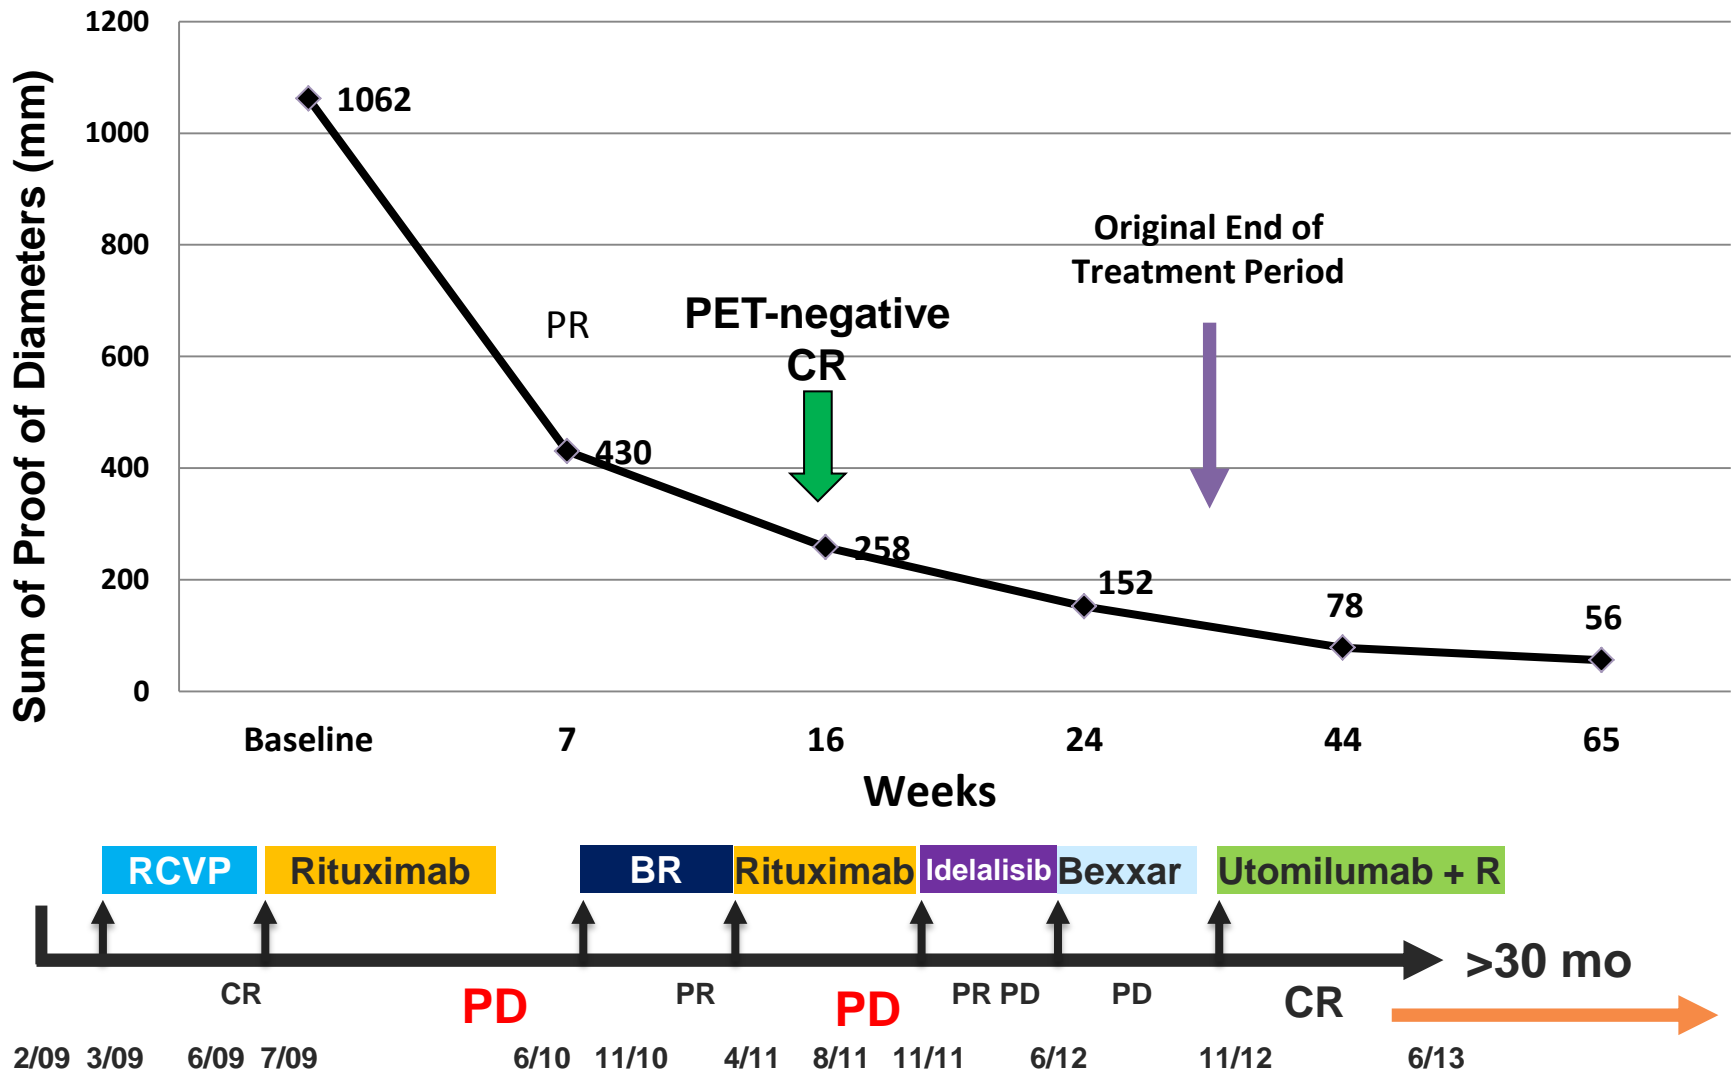 Sum of Proof of Diameters (mm)
1200
1000
800
600
400
200
0
1062
430
258
152
78
56
PR
PET-negative
CR
Original End of
Treatment Period
Baseline 7 16 24 44 65
Weeks
RCVP Rituximab BR Rituximab Idelalisib Bexxar Utomilumab + R
>30 mo
CR PD PR PD PR PD PD CR
2/09 3/09 6/09 7/09 6/10 11/10 4/11 8/11 11/11 6/12 11/12 6/13